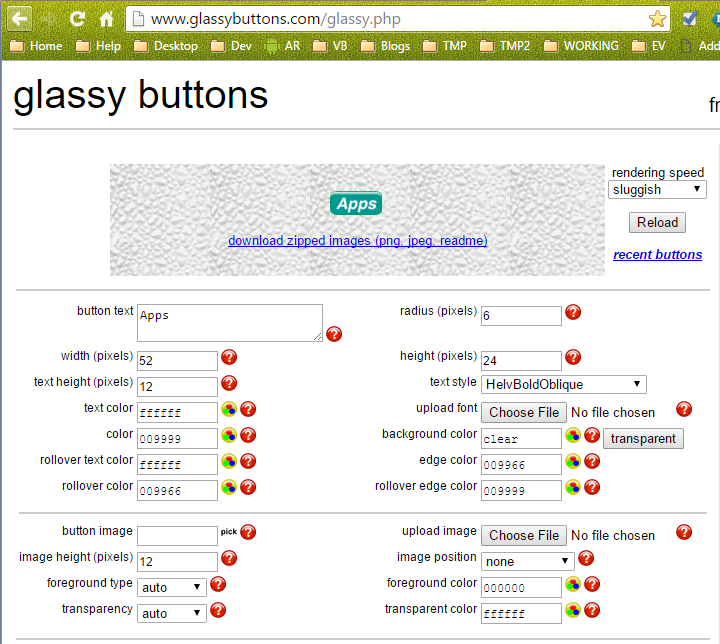 www.glassybuttons.com/glassy.php
Home Help Desktop Dev AR VB Blogs TMP TMP2 WORKING EV Add
glassy buttons
fr
rendering speed
sluggish
Apps
Reload
download zipped images (png, jpeg, readme)
recent buttons
button text Apps ? radius (pixels) 6 ?
width (pixels) 52 ? height (pixels) 24 ?
text height (pixels) 12 ? text style HelvBoldOblique
text color ffffff ? upload font Choose File No file chosen ?
color 009999 ? background color clear ? transparent
rollover text color ffffff ? edge color 009966 ?
rollover color 009966 ? rollover edge color 009999 ?
button image pick ? upload image Choose File No file chosen ?
image height (pixels) 12 ? image position none ?
foreground type auto ? foreground color 000000 ?
transparency auto ? transparent color ffffff ?